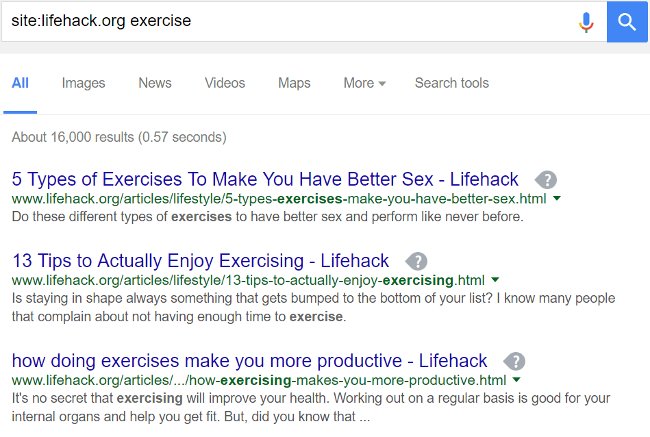 site:lifehack.org exercise
All Images News Videos Maps More Search tools
About 16,000 results (0.57 seconds)
5 Types of Exercises To Make You Have Better Sex - Lifehack ?
www.lifehack.org/articles/lifestyle/5-types-exercises-make-you-have-better-sex.html
Do these different types of exercises to have better sex and perform like never before.
13 Tips to Actually Enjoy Exercising - Lifehack ?
www.lifehack.org/articles/lifestyle/13-tips-to-actually-enjoy-exercising.html
Is staying in shape always something that gets bumped to the bottom of your list? I know many people
that complain about not having enough time to exercise.
how doing exercises make you more productive - Lifehack ?
www.lifehack.org/articles/.../how-exercising-makes-you-more-productive.html
It's no secret that exercising will improve your health. Working out on a regular basis is good for your
internal organs and help you get fit. But, did you know that ...